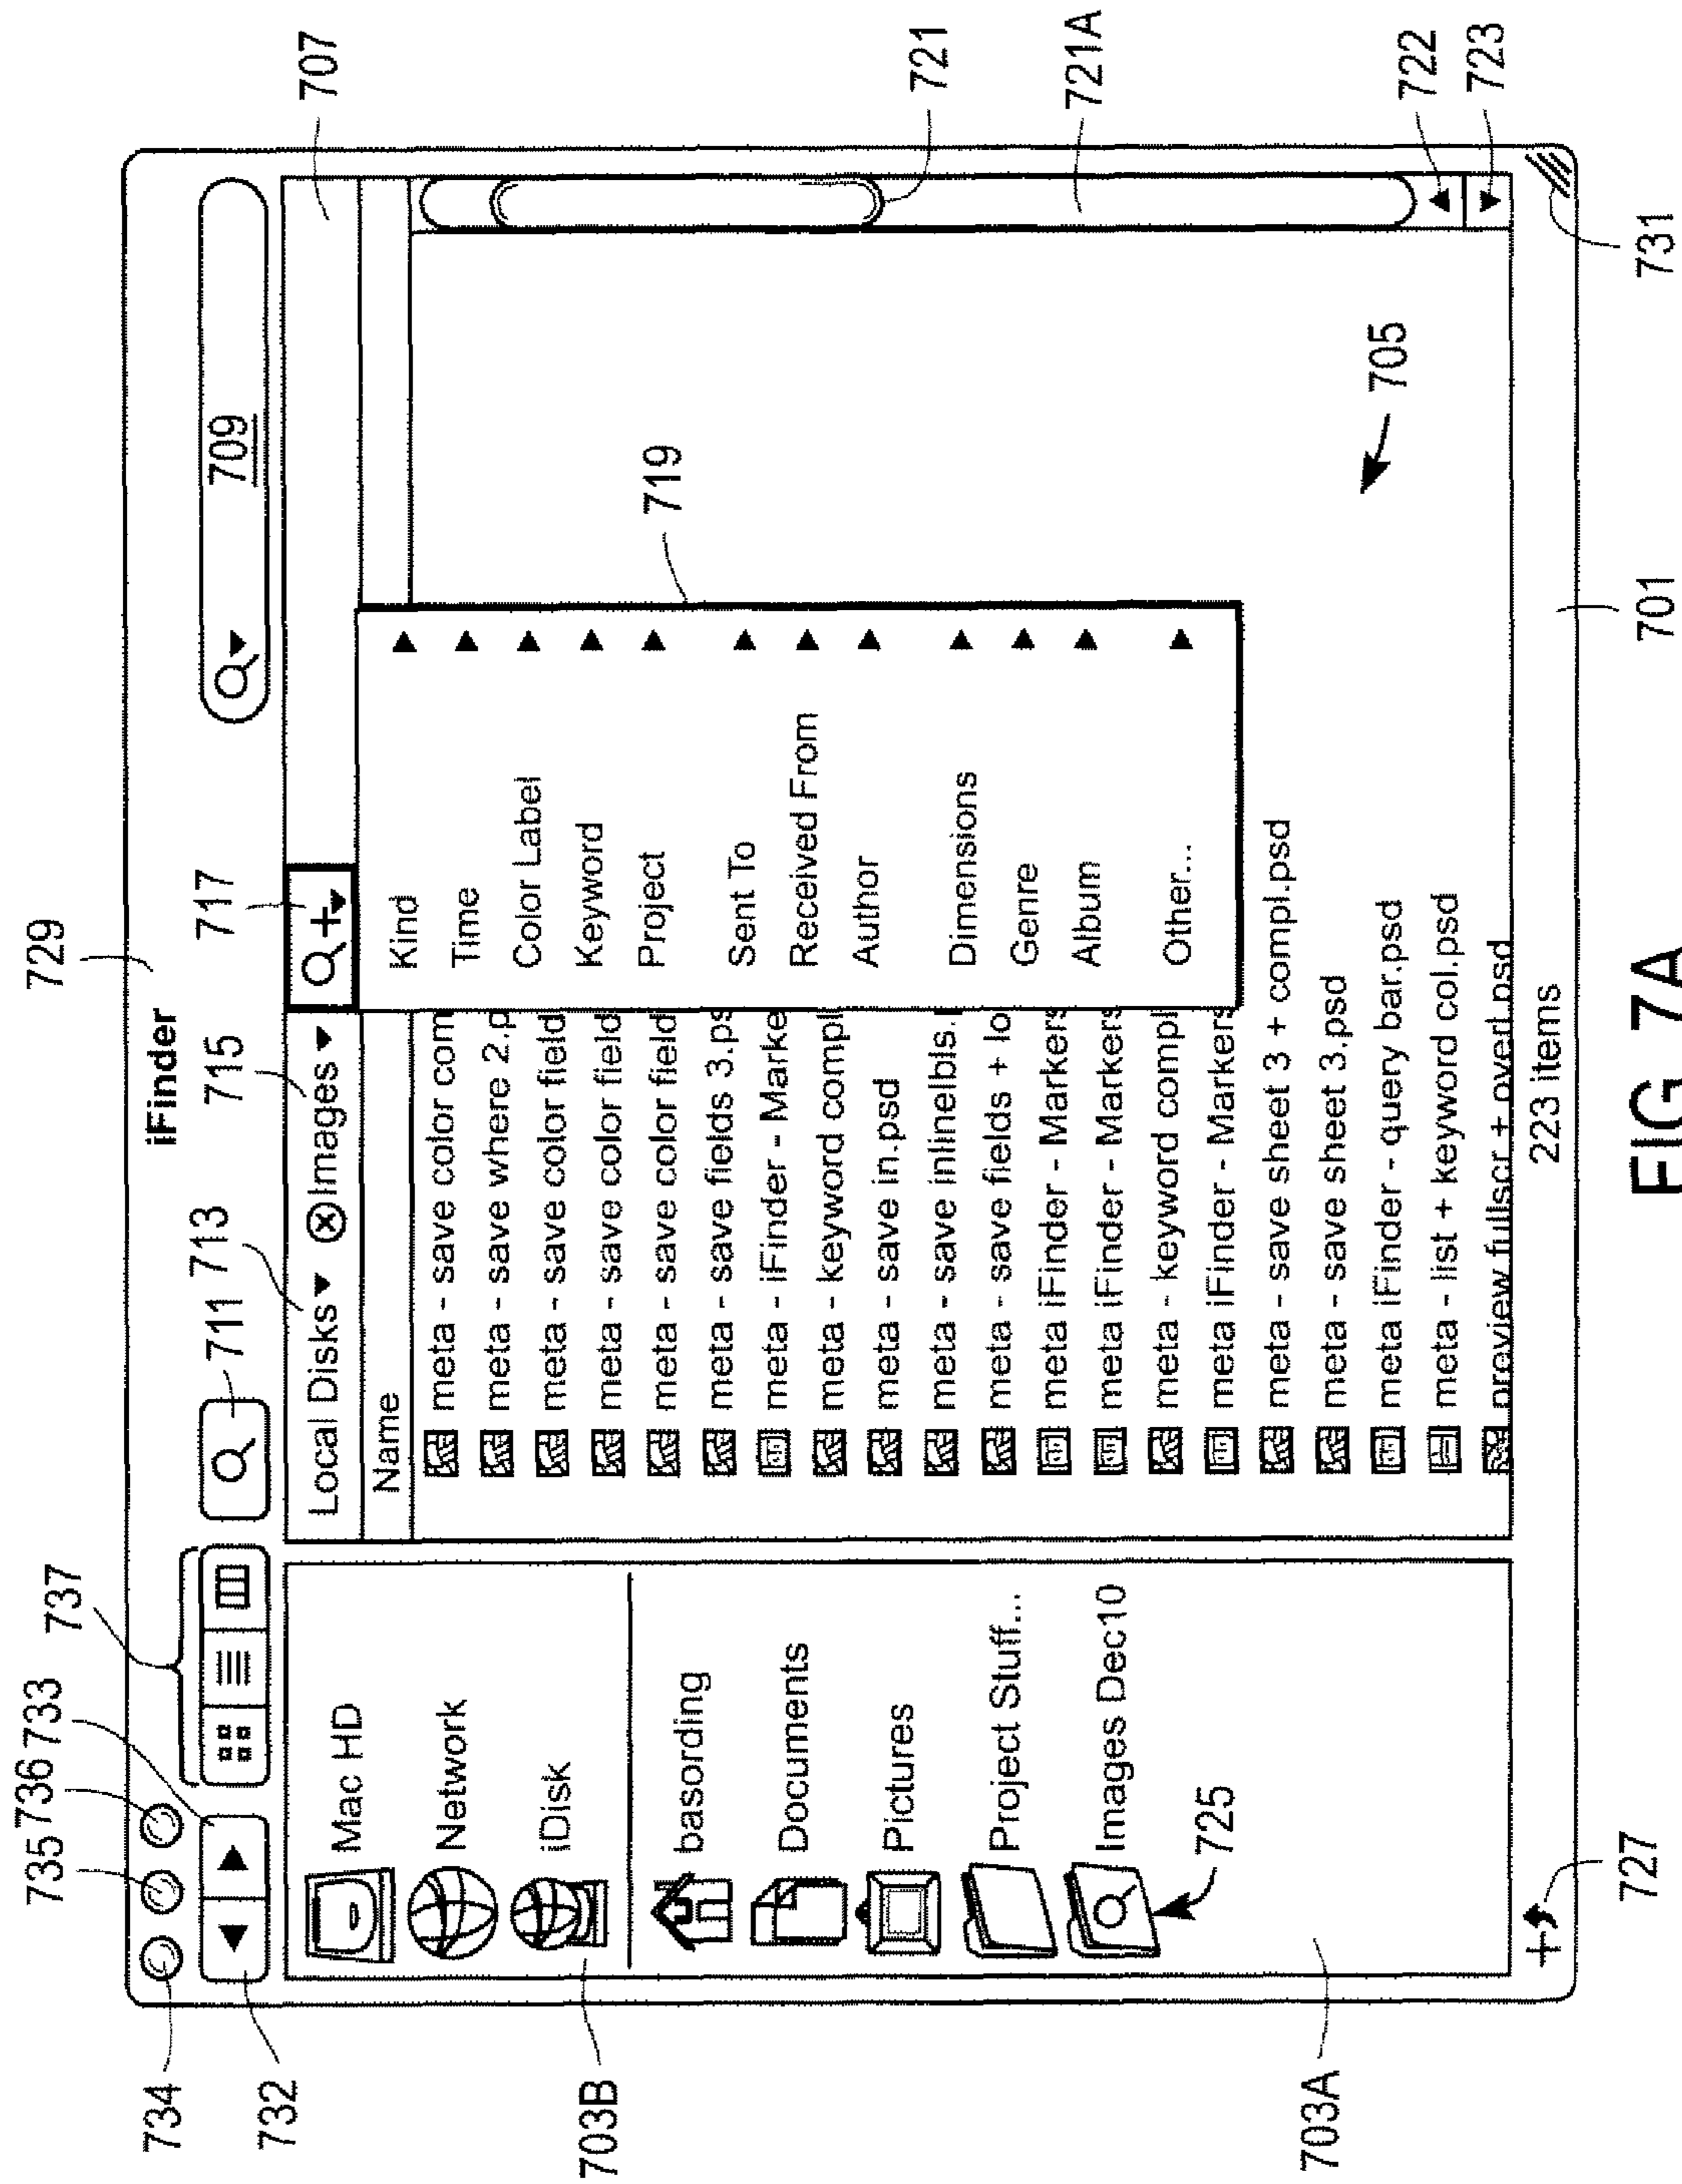 729
iFinder
735 736 733
737
711 713
715
717
709
707
734
732
Local Disks Images
Name
Mac HD
Network
iDisk
703B
basording
Documents
Pictures
Project Stuff...
Images Dec10
725
703A
meta - save color com
meta - save where 2.p
meta - save color field
meta - save color field
meta - save color field
meta - save fields 3.ps
meta - iFinder - Marke
meta - keyword compl
meta - save in.psd
meta - save inlinelbls.
meta - save fields + lo
meta iFinder - Markers
meta iFinder - Markers
meta - keyword compl
meta iFinder - Markers
meta - save sheet 3 + compl.psd
meta - save sheet 3.psd
meta iFinder - query bar.psd
meta - list + keyword col.psd
preview fullscr + overl.psd
Kind
Time
Color Label
Keyword
Project
Sent To
Received From
Author
Dimensions
Genre
Album
Other...
719
705
721
721A
722
723
223 items
727
701
731
FIG 7A